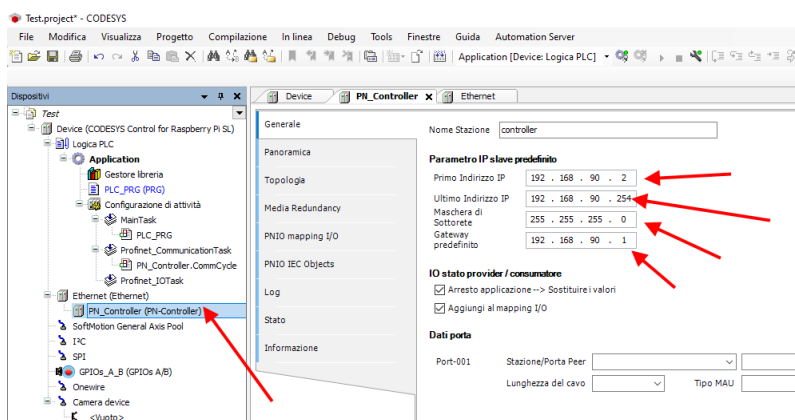 Test.project* - CODESYS
File Modifica Visualizza Progetto Compilazione In linea Debug Tools Finestre Guida Automation Server
Application [Device: Logica PLC]
Dispositivi
Device
PN_Controller
Ethernet
Test
Device (CODESYS Control for Raspberry Pi SL)
Logica PLC
Application
Gestore libreria
PLC_PRG (PRG)
Configurazione di attività
MainTask
PLC_PRG
Profinet_CommunicationTask
PN_Controller.CommCycle
Profinet_IOTask
Ethernet (Ethernet)
PN_Controller (PN-Controller)
SoftMotion General Axis Pool
I²C
SPI
GPIOs_A_B (GPIOs A/B)
Onewire
Camera device
<Vuoto>
Generale
Panoramica
Topologia
Media Redundancy
PNIO mapping I/O
PNIO IEC Objects
Log
Stato
Informazione
Nome Stazione controller
Parametro IP slave predefinito
Primo Indirizzo IP 192 . 168 . 90 . 2
Ultimo Indirizzo IP 192 . 168 . 90 . 254
Maschera di
Sottorete 255 . 255 . 255 . 0
Gateway
predefinito 192 . 168 . 90 . 1
IO stato provider / consumatore
Arresto applicazione --> Sostituire i valori
Aggiungi al mapping I/O
Dati porta
Port-001 Stazione/Porta Peer
Lunghezza del cavo Tipo MAU